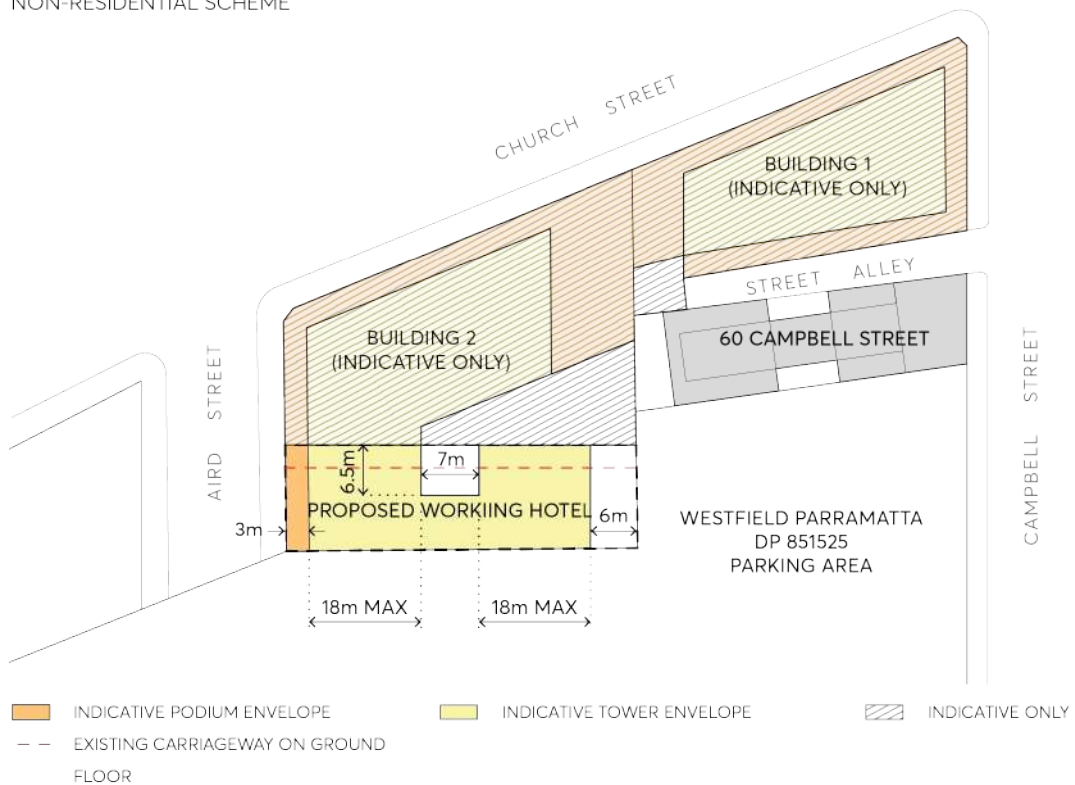 NON-RESIDENTIAL SCHEME
CHURCH STREET
BUILDING 1
(INDICATIVE ONLY)
STREET ALLEY
60 CAMPBELL STREET
BUILDING 2
(INDICATIVE ONLY)
AIRD STREET
CAMPBELL STREET
6.5m
7m
PROPOSED WORKIING HOTEL
3m
6m
WESTFIELD PARRAMATTA
DP 851525
PARKING AREA
18m MAX
18m MAX
INDICATIVE PODIUM ENVELOPE
INDICATIVE TOWER ENVELOPE
INDICATIVE ONLY
EXISTING CARRIAGEWAY ON GROUND
FLOOR